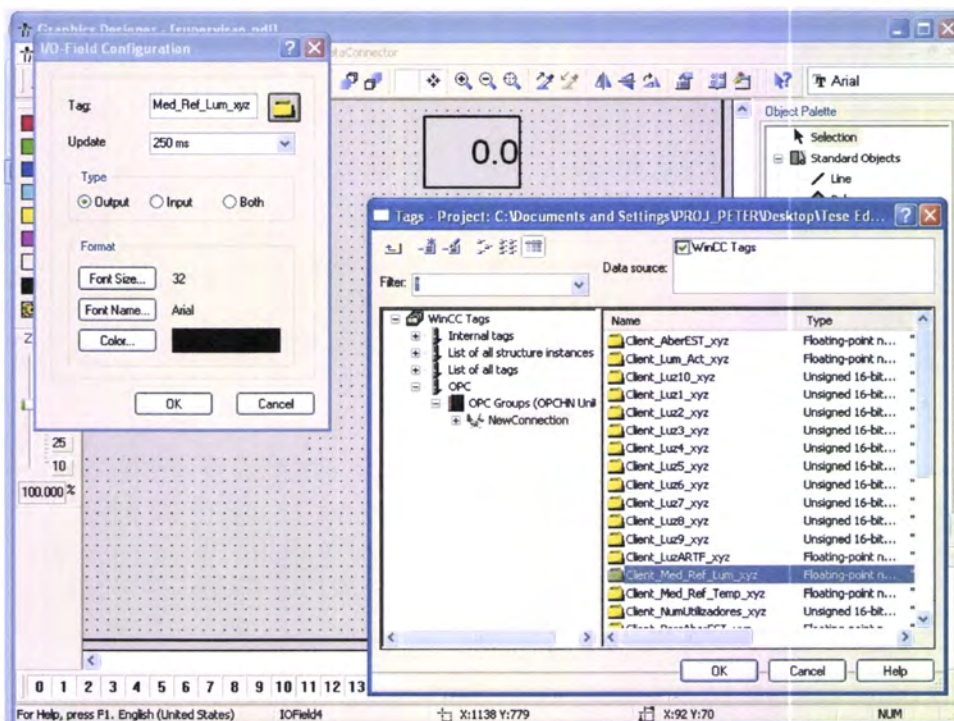 Graphics Designer - [supervisao.pdl]
I/O-Field Configuration
Tag:
Med_Ref_Lum_xyz
Update
250 ms
Type
Output
Input
Both
Format
Font Size...
32
Font Name...
Arial
Color...
OK
Cancel
25
10
100.000 %
0.0
Arial
Object Palette
Selection
Standard Objects
Line
Tags - Project: C:\Documents and Settings\PROJ_PETER\Desktop\Tese Ed...
Filter:
Data source:
WinCC Tags
WinCC Tags
Internal tags
List of all structure instances
List of all tags
OPC
OPC Groups (OPCHN Uni
NewConnection
Name Type
Client_AberEST_xyz Floating-point n...
Client_Lum_Act_xyz Floating-point n...
Client_Luz10_xyz Unsigned 16-bit...
Client_Luz1_xyz Unsigned 16-bit...
Client_Luz2_xyz Unsigned 16-bit...
Client_Luz3_xyz Unsigned 16-bit...
Client_Luz4_xyz Unsigned 16-bit...
Client_Luz5_xyz Unsigned 16-bit...
Client_Luz6_xyz Unsigned 16-bit...
Client_Luz7_xyz Unsigned 16-bit...
Client_Luz8_xyz Unsigned 16-bit...
Client_Luz9_xyz Unsigned 16-bit...
Client_LuzARTF_xyz Floating-point n...
Client_Med_Ref_Lum_xyz Floating-point n...
Client_Med_Ref_Temp_xyz Floating-point n...
Client_NumUtilizadores_xyz Unsigned 16-bit...
OK
Cancel
Help
0 1 2 3 4 5 6 7 8 9 10 11 12 13
For Help, press F1. English (United States) IOField4 X:1138 Y:779 X:92 Y:70 NUM